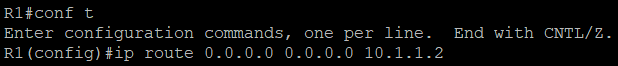 R1#conf t
Enter configuration commands, one per line.  End with CNTL/Z.
R1(config)#ip route 0.0.0.0 0.0.0.0 10.1.1.2